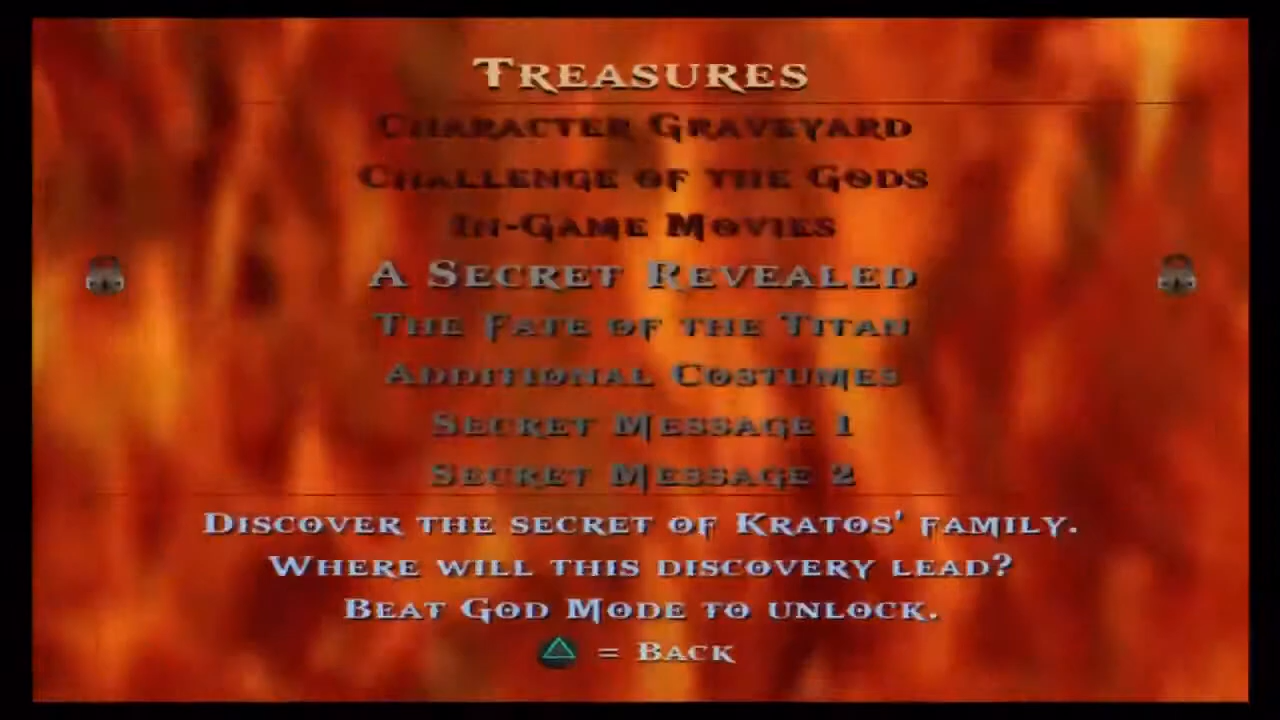 Treasures
Character Graveyard
Challenge of the Gods
In-Game Movies
A Secret Revealed
The Fate of the Titan
Additional Costumes
Secret Message 1
Secret Message 2
Discover the secret of Kratos' family.
Where will this discovery lead?
Beat God Mode to unlock.
= Back